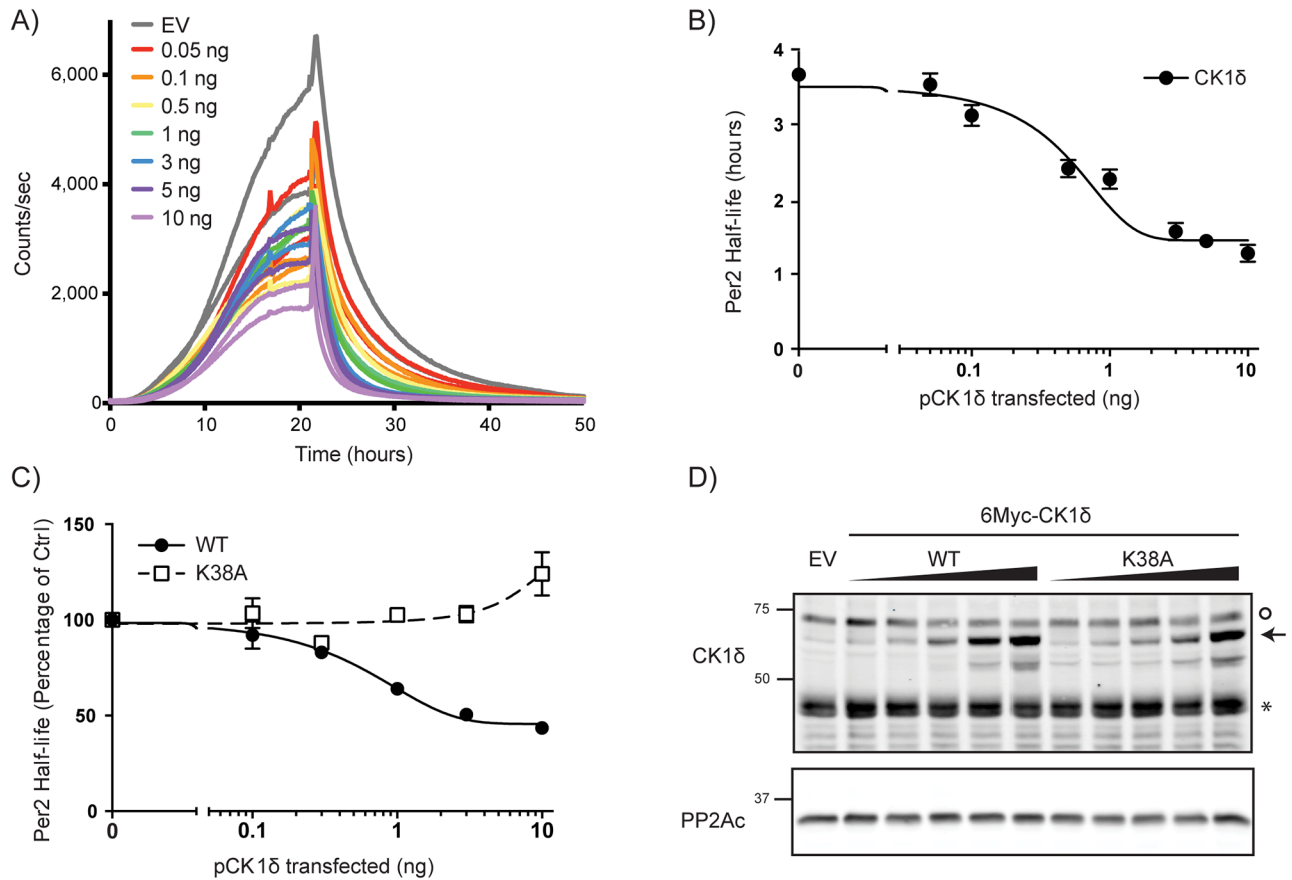 A)
EV
0.05 ng
0.1 ng
0.5 ng
1 ng
3 ng
5 ng
10 ng
6,000
4,000
2,000
0
Counts/sec
0 10 20 30 40 50
Time (hours)
B)
CK1δ
4
3
2
1
0
Per2 Half-life (hours)
0 0.1 1 10
pCK1δ transfected (ng)
C)
WT
K38A
150
100
50
0
Per2 Half-life (Percentage of Ctrl)
0 0.1 1 10
pCK1δ transfected (ng)
D)
6Myc-CK1δ
EV WT K38A
75
50
CK1δ
*
37
PP2Ac